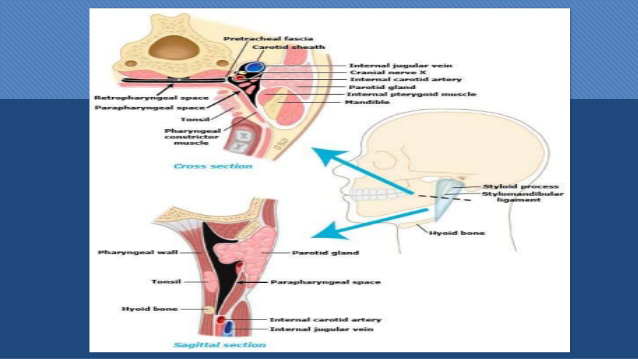 Pretracheal fascia
Carotid sheath
Internal jugular vein
Cranial nerve X
Internal carotid artery
Parotid gland
Internal pterygoid muscle
Mandible
Retropharyngeal space
Parapharyngeal space
Tonsil
Pharyngeal
constrictor
muscle
Cross section
Styloid process
Stylomandibular
ligament
Hyoid bone
Pharyngeal wall
Parotid gland
Tonsil
Parapharyngeal space
Hyoid bone
Internal carotid artery
Internal jugular vein
Sagittal section